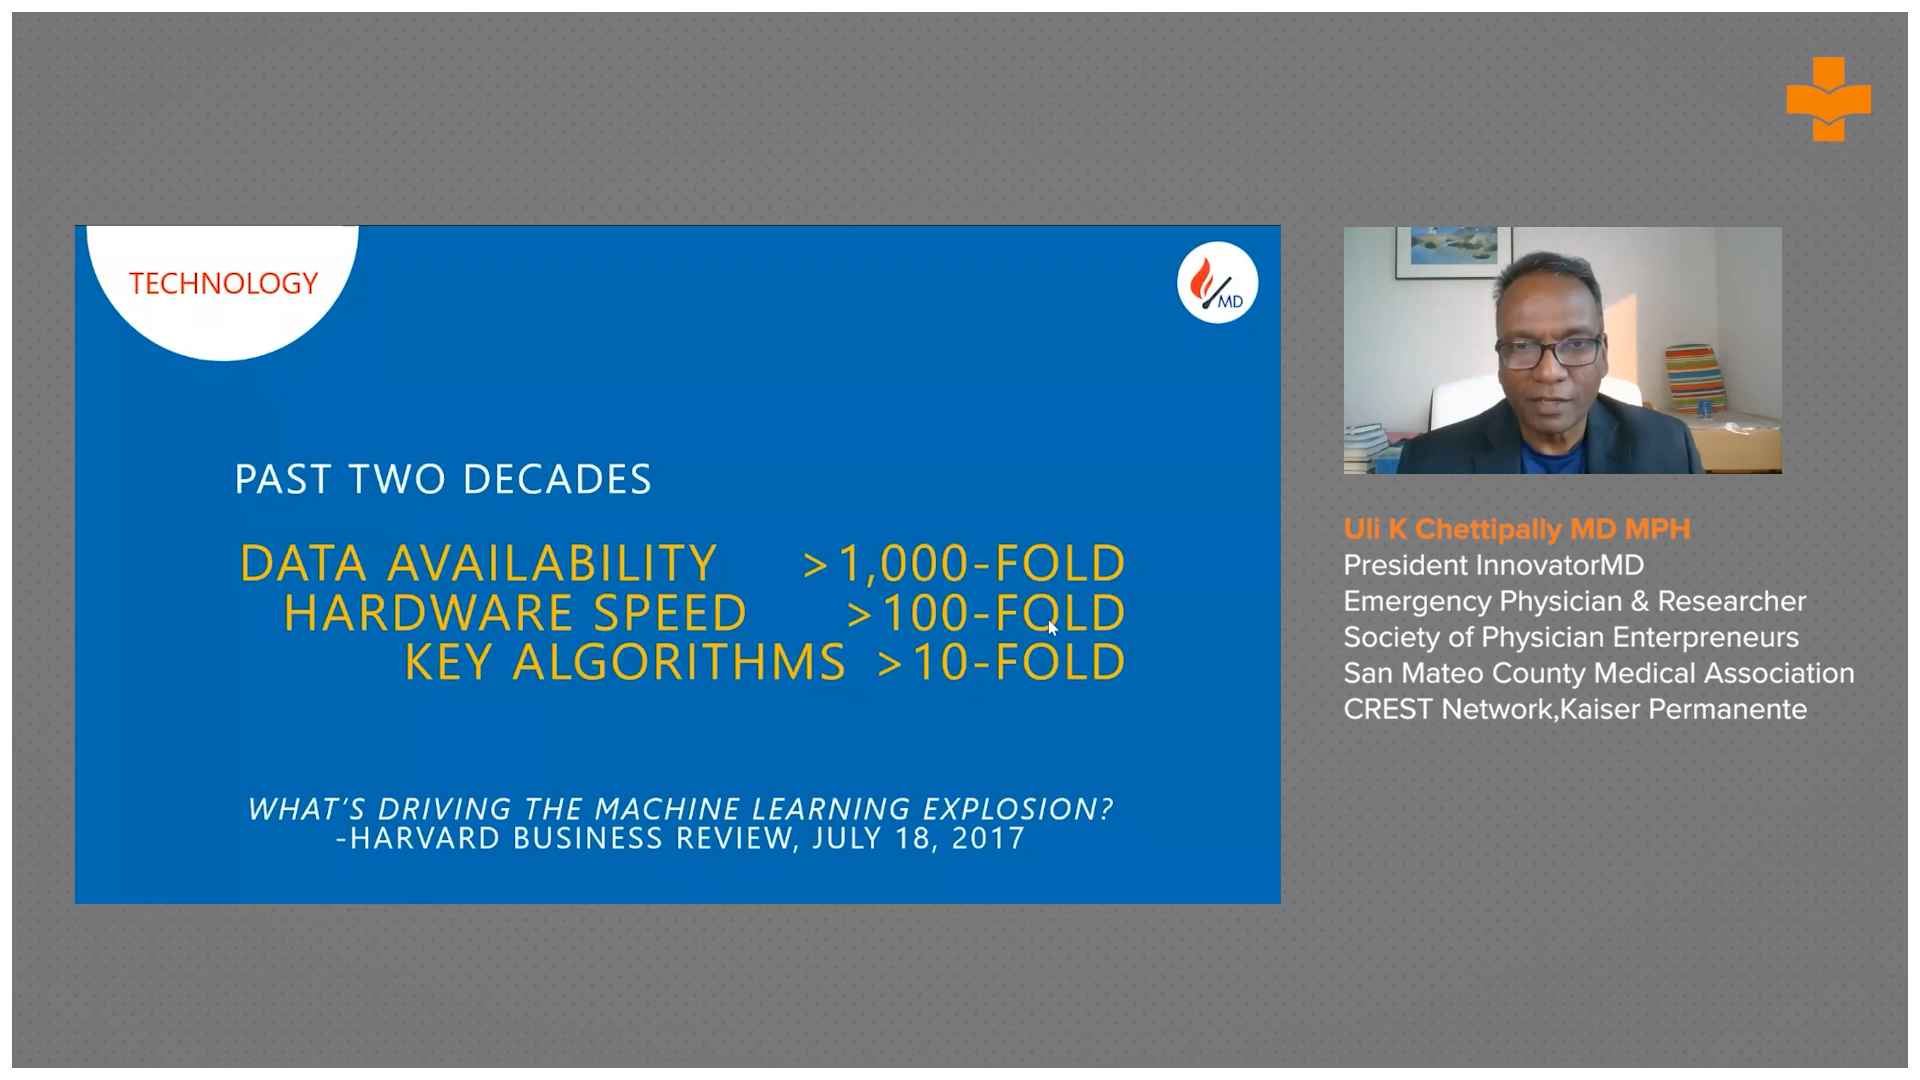 TECHNOLOGY
MD
PAST TWO DECADES
DATA AVAILABILITY >1,000-FOLD
HARDWARE SPEED >100-FOLD
KEY ALGORITHMS >10-FOLD
WHAT'S DRIVING THE MACHINE LEARNING EXPLOSION?
-HARVARD BUSINESS REVIEW, JULY 18, 2017
Uli K Chettipally MD MPH
President InnovatorMD
Emergency Physician & Researcher
Society of Physician Enterpreneurs
San Mateo County Medical Association
CREST Network,Kaiser Permanente